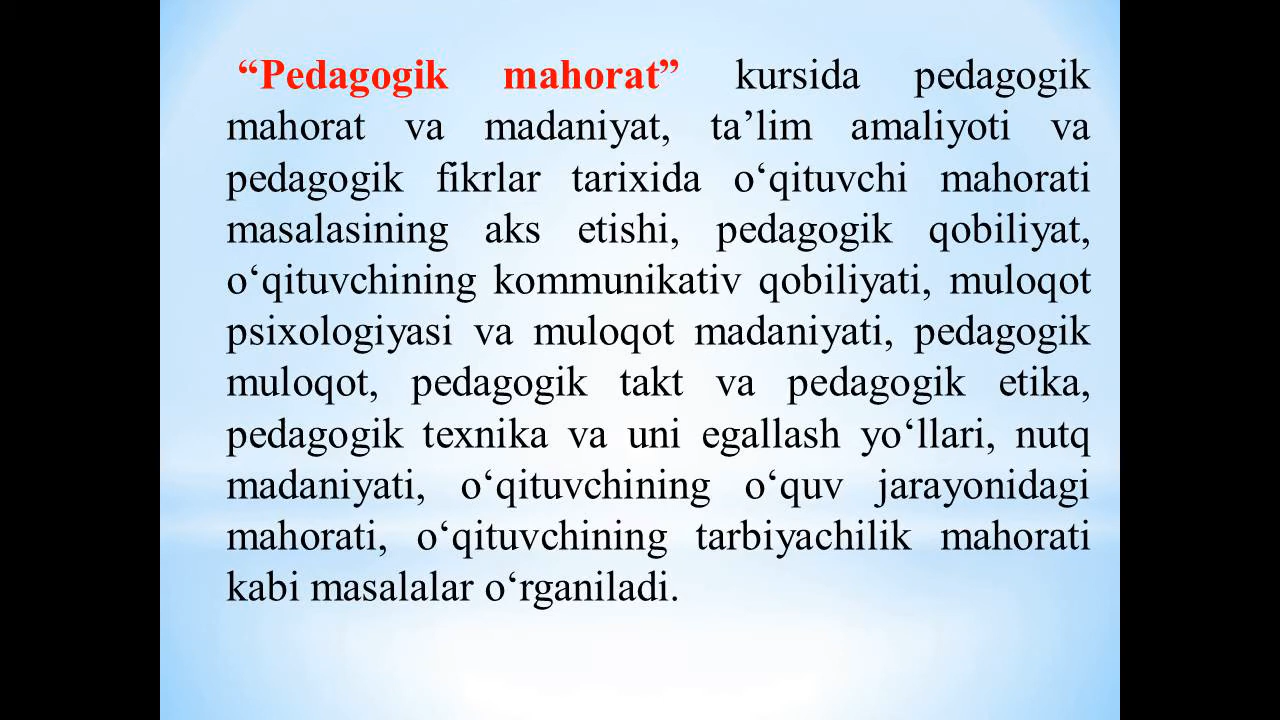 “Pedagogik mahorat” kursida pedagogik
mahorat va madaniyat, ta’lim amaliyoti va
pedagogik fikrlar tarixida o‘qituvchi mahorati
masalasining aks etishi, pedagogik qobiliyat,
o‘qituvchining kommunikativ qobiliyati, muloqot
psixologiyasi va muloqot madaniyati, pedagogik
muloqot, pedagogik takt va pedagogik etika,
pedagogik texnika va uni egallash yo‘llari, nutq
madaniyati, o‘qituvchining o‘quv jarayonidagi
mahorati, o‘qituvchining tarbiyachilik mahorati
kabi masalalar o‘rganiladi.